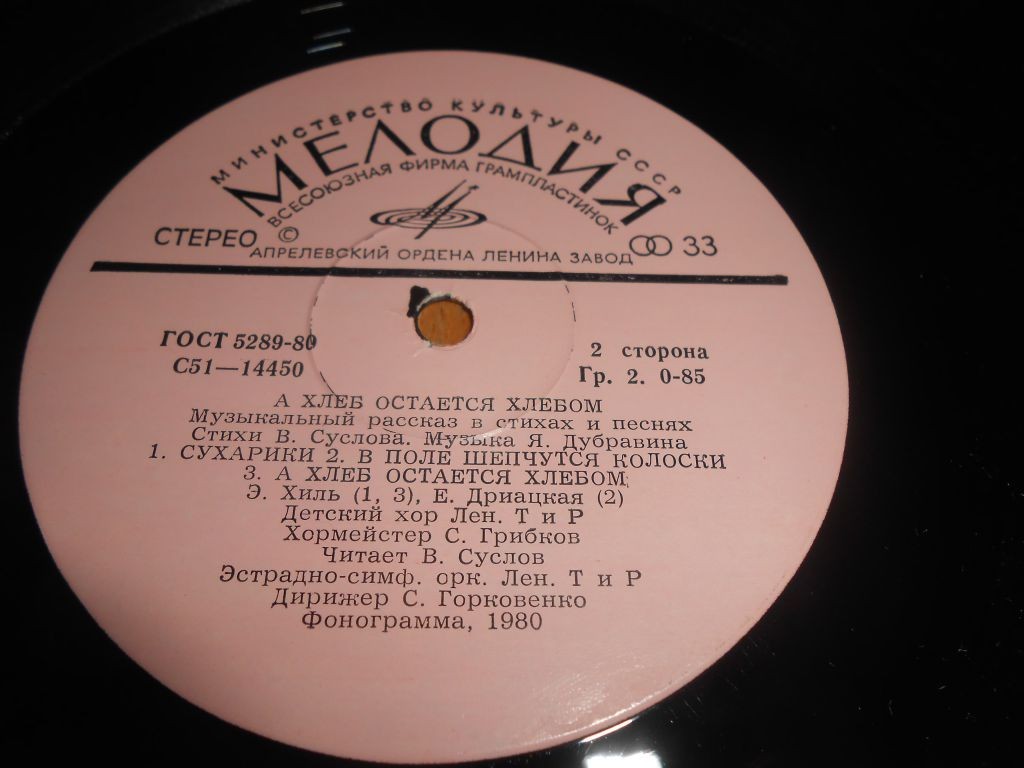 МИНИСТЕРСТВО КУЛЬТУРЫ СССР
МЕЛОДИЯ
ВСЕСОЮЗНАЯ ФИРМА ГРАМПЛАСТИНОК
СТЕРЕО © 33
АПРЕЛЕВСКИЙ ОРДЕНА ЛЕНИНА ЗАВОД
ГОСТ 5289-80 2 сторона
С51—14450 Гр. 2. 0-85
А ХЛЕБ ОСТАЕТСЯ ХЛЕБОМ
Музыкальный рассказ в стихах и песнях
Стихи В. Суслова. Музыка Я. Дубравина
1. СУХАРИКИ 2. В ПОЛЕ ШЕПЧУТСЯ КОЛОСКИ
3. А ХЛЕБ ОСТАЕТСЯ ХЛЕБОМ;
Э. Хиль (1, 3), Е. Дриацкая (2)
Детский хор Лен. Т и Р
Хормейстер С. Грибков
Читает В. Суслов
Эстрадно-симф. орк. Лен. Т и Р
Дирижер С. Горковенко
Фонограмма, 1980